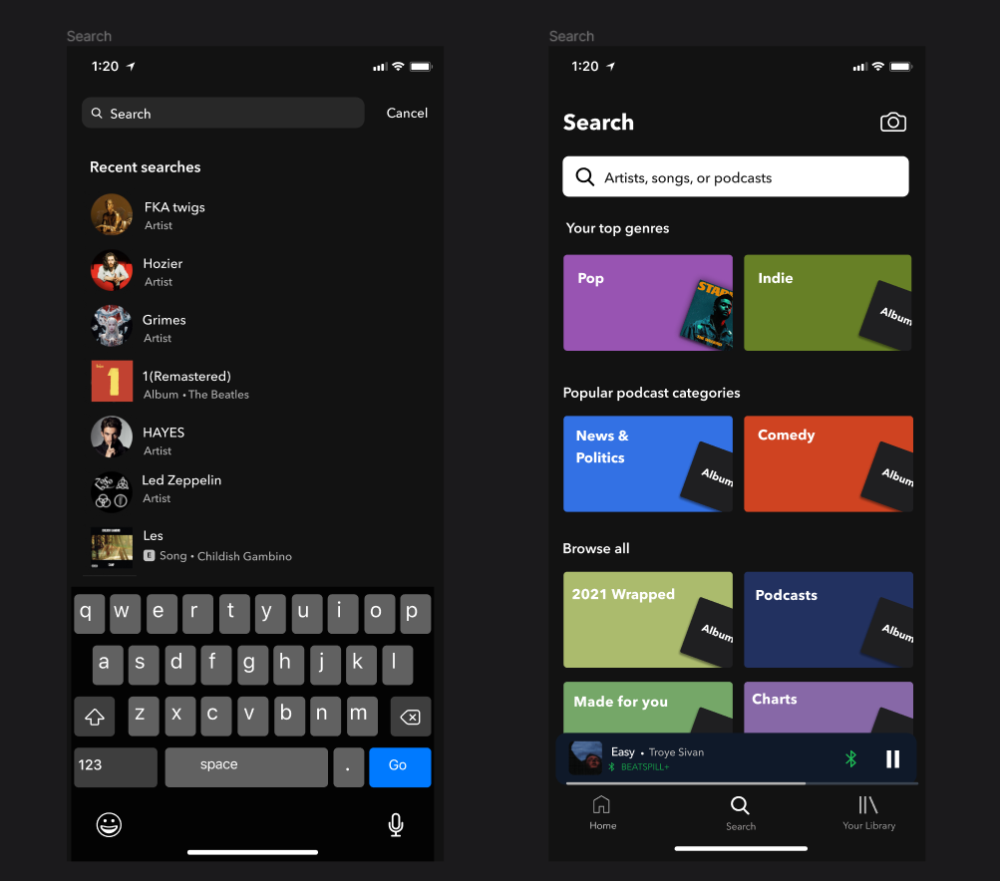 Search
1:20
Search
Cancel
Recent searches
FKA twigs
Artist
Hozier
Artist
Grimes
Artist
1
1(Remastered)
Album • The Beatles
HAYES
Artist
Led Zeppelin
Artist
Les
E Song • Childish Gambino
q w e r t y u i o p
a s d f g h j k l
z x c v b n m
123 space . Go
Search
1:20
Search
Artists, songs, or podcasts
Your top genres
Pop
Indie
Album
Popular podcast categories
News &
Politics
Album
Comedy
Album
Browse all
2021 Wrapped
Album
Podcasts
Album
Made for you
Charts
Easy • Troye Sivan
BEATSPILL+
Home
Search
Your Library